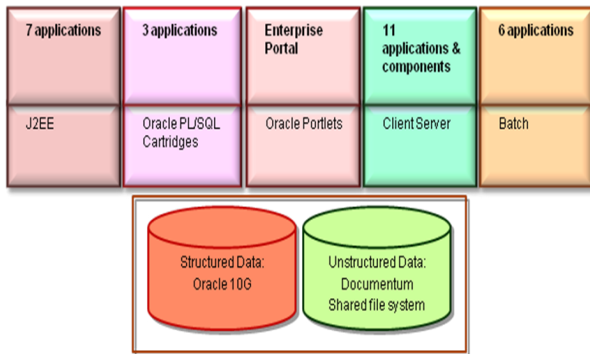 7 applications
3 applications
Enterprise
Portal
11
applications &
components
6 applications
J2EE
Oracle PL/SQL
Cartridges
Oracle Portlets
Client Server
Batch
Structured Data:
Oracle 10G
Unstructured Data:
Documentum
Shared file system